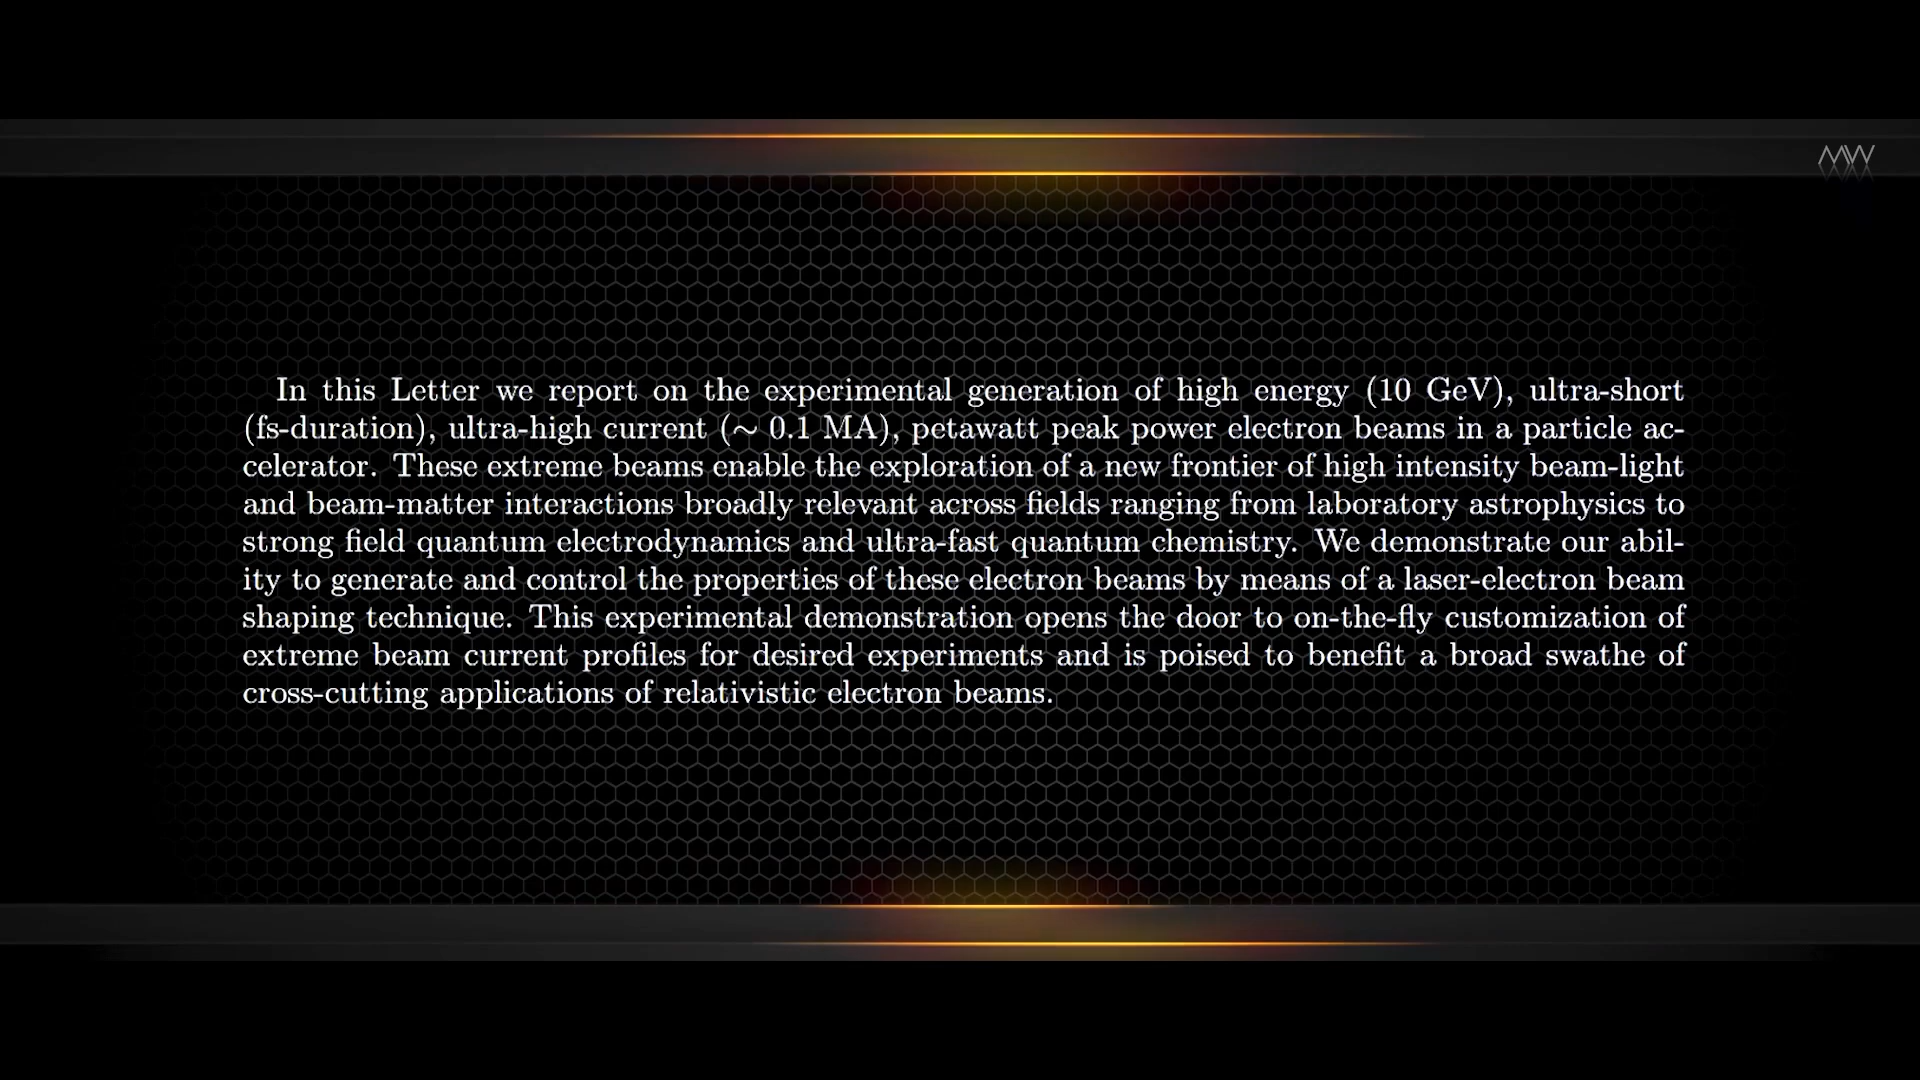 MW
In this Letter we report on the experimental generation of high energy (10 GeV), ultra-short
(fs-duration), ultra-high current (∼ 0.1 MA), petawatt peak power electron beams in a particle ac-
celerator. These extreme beams enable the exploration of a new frontier of high intensity beam-light
and beam-matter interactions broadly relevant across fields ranging from laboratory astrophysics to
strong field quantum electrodynamics and ultra-fast quantum chemistry. We demonstrate our abil-
ity to generate and control the properties of these electron beams by means of a laser-electron beam
shaping technique. This experimental demonstration opens the door to on-the-fly customization of
extreme beam current profiles for desired experiments and is poised to benefit a broad swathe of
cross-cutting applications of relativistic electron beams.